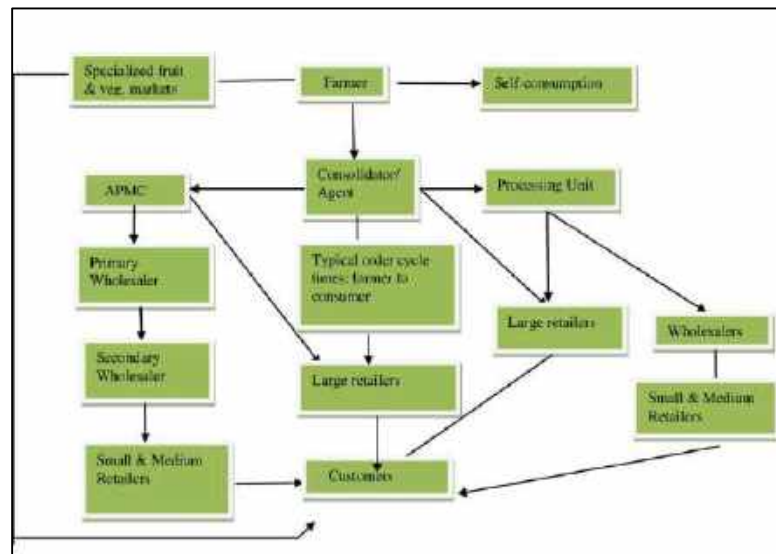 Specialized fruit
& veg. markets
Farmer
Self-consumption
APMC
Consolidator/
Agent
Processing Unit
Primary
Wholesaler
Typical order cycle
times: farmer to
consumer
Large retailers
Wholesalers
Secondary
Wholesaler
Large retailers
Small & Medium
Retailers
Small & Medium
Retailers
Customers